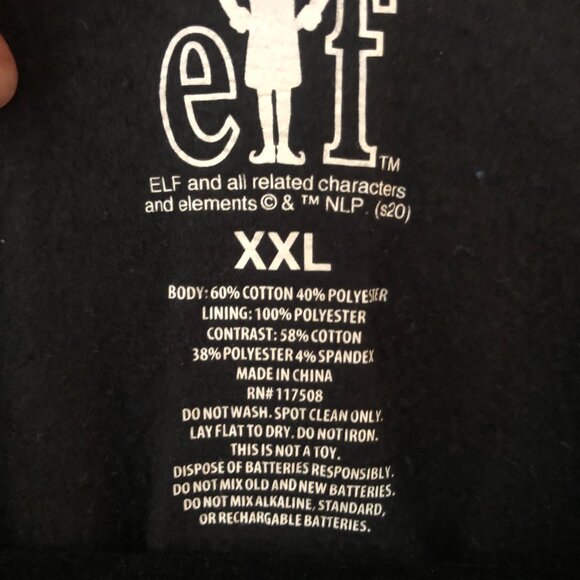 elf™
ELF and all related characters
and elements © & ™ NLP. (s20)
XXL
BODY: 60% COTTON 40% POLYESTER
LINING: 100% POLYESTER
CONTRAST: 58% COTTON
38% POLYESTER 4% SPANDEX
MADE IN CHINA
RN# 117508
DO NOT WASH. SPOT CLEAN ONLY.
LAY FLAT TO DRY. DO NOT IRON.
THIS IS NOT A TOY.
DISPOSE OF BATTERIES RESPONSIBLY.
DO NOT MIX OLD AND NEW BATTERIES.
DO NOT MIX ALKALINE, STANDARD,
OR RECHARGABLE BATTERIES.